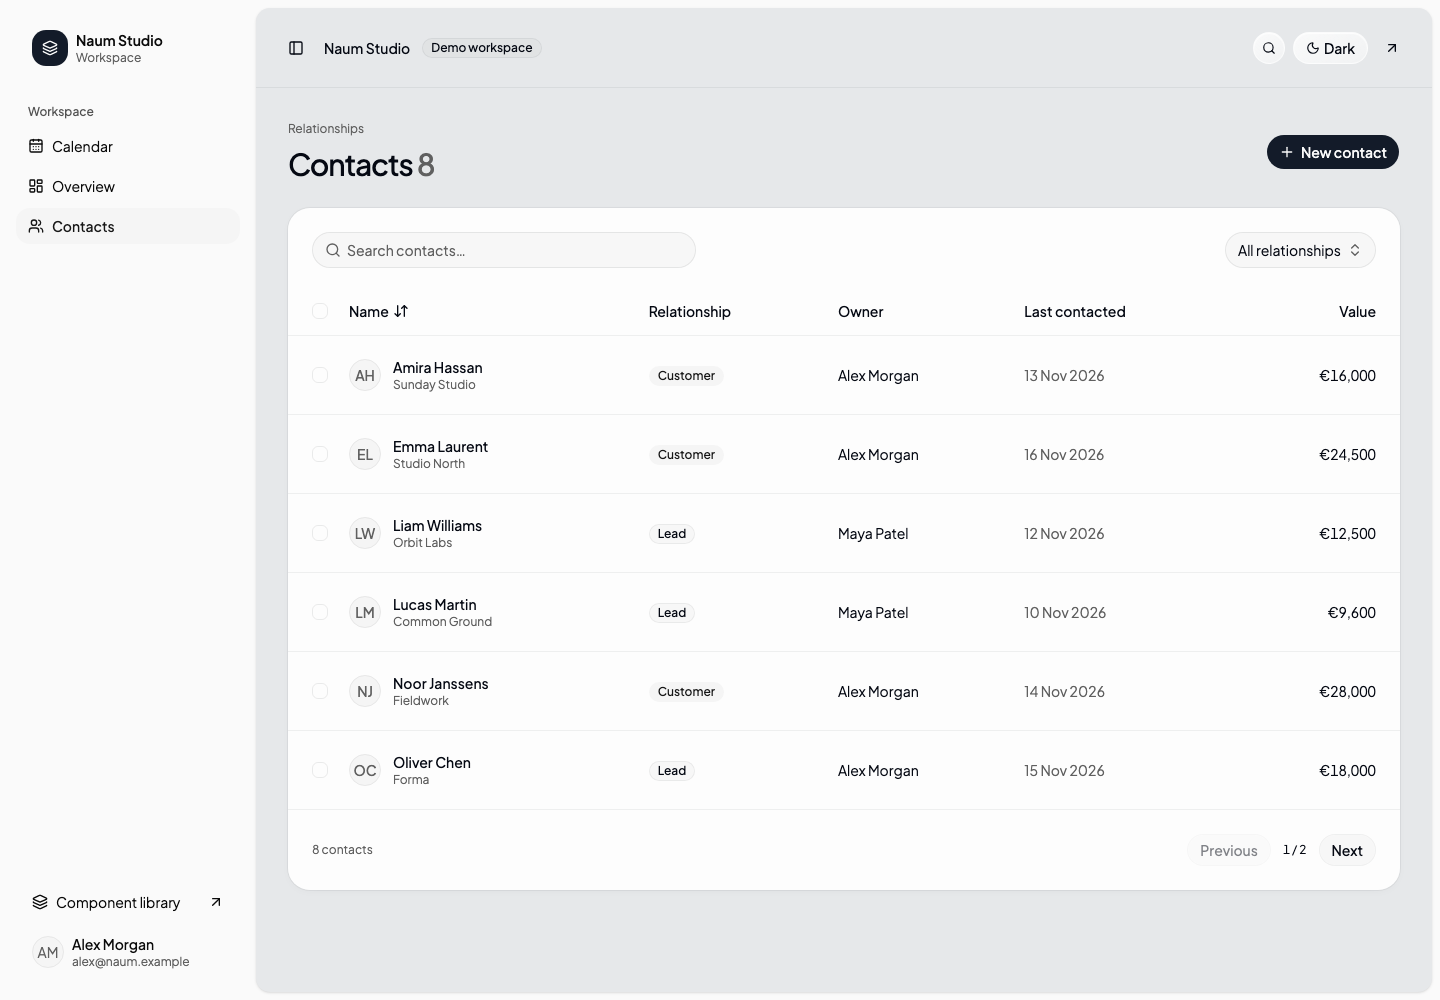 Naum Studio
Workspace
Workspace
Calendar
Overview
Contacts
Component library
AM
Alex Morgan
alex@naum.example
Naum Studio Demo workspace
Dark
Relationships
Contacts 8
New contact
Search contacts…
All relationships
Name Relationship Owner Last contacted Value
AH Amira Hassan Customer Alex Morgan 13 Nov 2026 €16,000
Sunday Studio
EL Emma Laurent Customer Alex Morgan 16 Nov 2026 €24,500
Studio North
LW Liam Williams Lead Maya Patel 12 Nov 2026 €12,500
Orbit Labs
LM Lucas Martin Lead Maya Patel 10 Nov 2026 €9,600
Common Ground
NJ Noor Janssens Customer Alex Morgan 14 Nov 2026 €28,000
Fieldwork
OC Oliver Chen Lead Alex Morgan 15 Nov 2026 €18,000
Forma
8 contacts Previous 1/2 Next